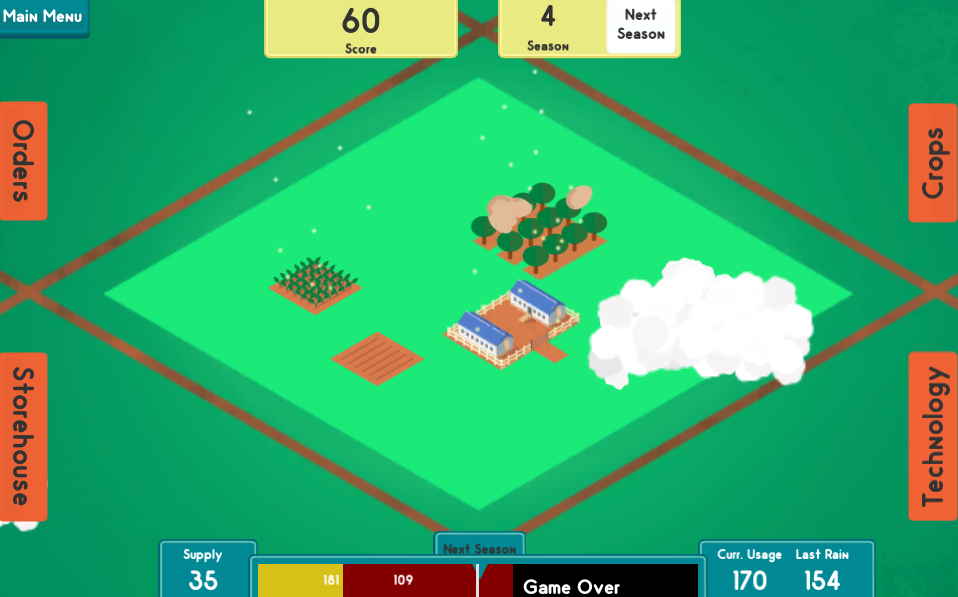 Main Menu
60
Score
4
Season
Next
Season
Orders
Crops
Storehouse
Technology
Next Season
Supply
35
181
109
Game Over
Curr. Usage
Last Rain
170
154